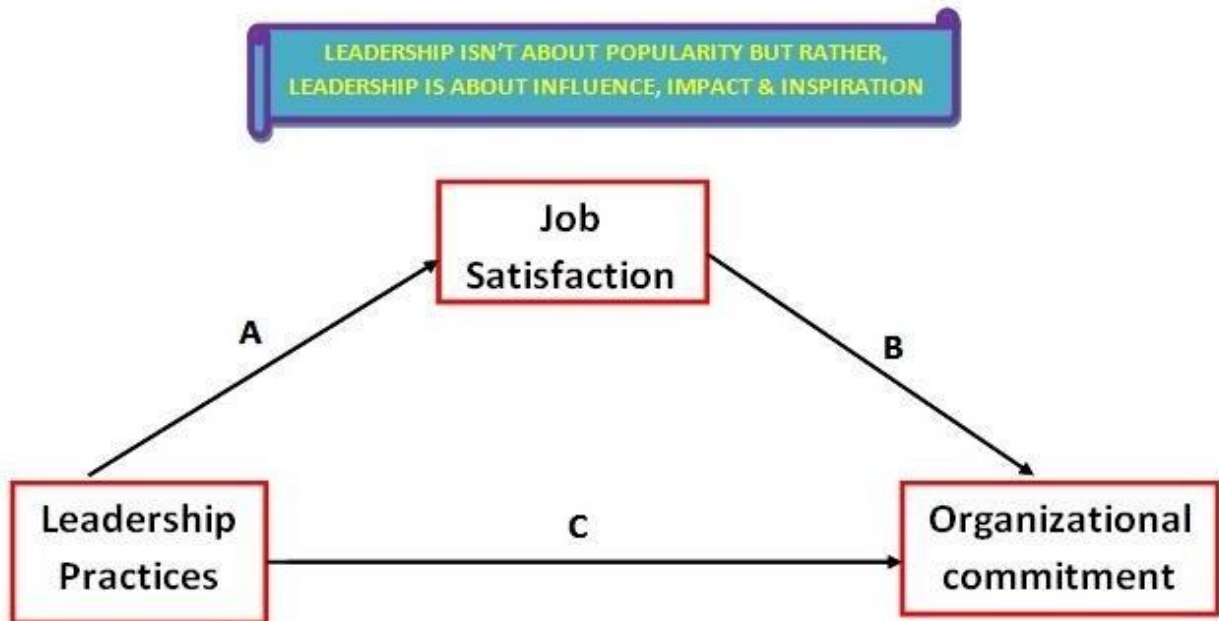 LEADERSHIP ISN'T ABOUT POPULARITY BUT RATHER,
LEADERSHIP IS ABOUT INFLUENCE, IMPACT & INSPIRATION
Job
Satisfaction
A
B
Leadership
Practices
C
Organizational
commitment